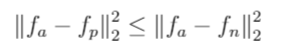 ‖f_a − f_p‖_2^2 ≤ ‖f_a − f_n‖_2^2